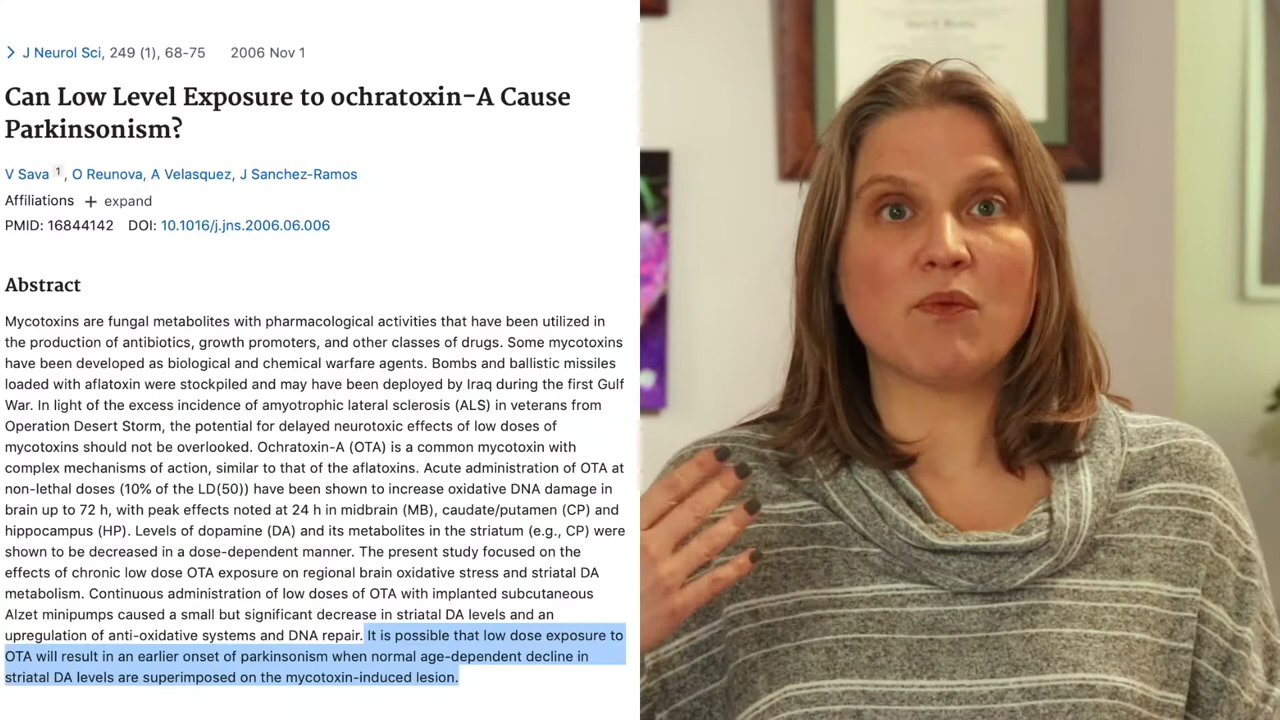 J Neurol Sci, 249 (1), 68-75 2006 Nov 1
Can Low Level Exposure to ochratoxin-A Cause
Parkinsonism?
V Sava 1, O Reunova, A Velasquez, J Sanchez-Ramos
Affiliations + expand
PMID: 16844142 DOI: 10.1016/j.jns.2006.06.006
Abstract
Mycotoxins are fungal metabolites with pharmacological activities that have been utilized in
the production of antibiotics, growth promoters, and other classes of drugs. Some mycotoxins
have been developed as biological and chemical warfare agents. Bombs and ballistic missiles
loaded with aflatoxin were stockpiled and may have been deployed by Iraq during the first Gulf
War. In light of the excess incidence of amyotrophic lateral sclerosis (ALS) in veterans from
Operation Desert Storm, the potential for delayed neurotoxic effects of low doses of
mycotoxins should not be overlooked. Ochratoxin-A (OTA) is a common mycotoxin with
complex mechanisms of action, similar to that of the aflatoxins. Acute administration of OTA at
non-lethal doses (10% of the LD(50)) have been shown to increase oxidative DNA damage in
brain up to 72 h, with peak effects noted at 24 h in midbrain (MB), caudate/putamen (CP) and
hippocampus (HP). Levels of dopamine (DA) and its metabolites in the striatum (e.g., CP) were
shown to be decreased in a dose-dependent manner. The present study focused on the
effects of chronic low dose OTA exposure on regional brain oxidative stress and striatal DA
metabolism. Continuous administration of low doses of OTA with implanted subcutaneous
Alzet minipumps caused a small but significant decrease in striatal DA levels and an
upregulation of anti-oxidative systems and DNA repair. It is possible that low dose exposure to
OTA will result in an earlier onset of parkinsonism when normal age-dependent decline in
striatal DA levels are superimposed on the mycotoxin-induced lesion.